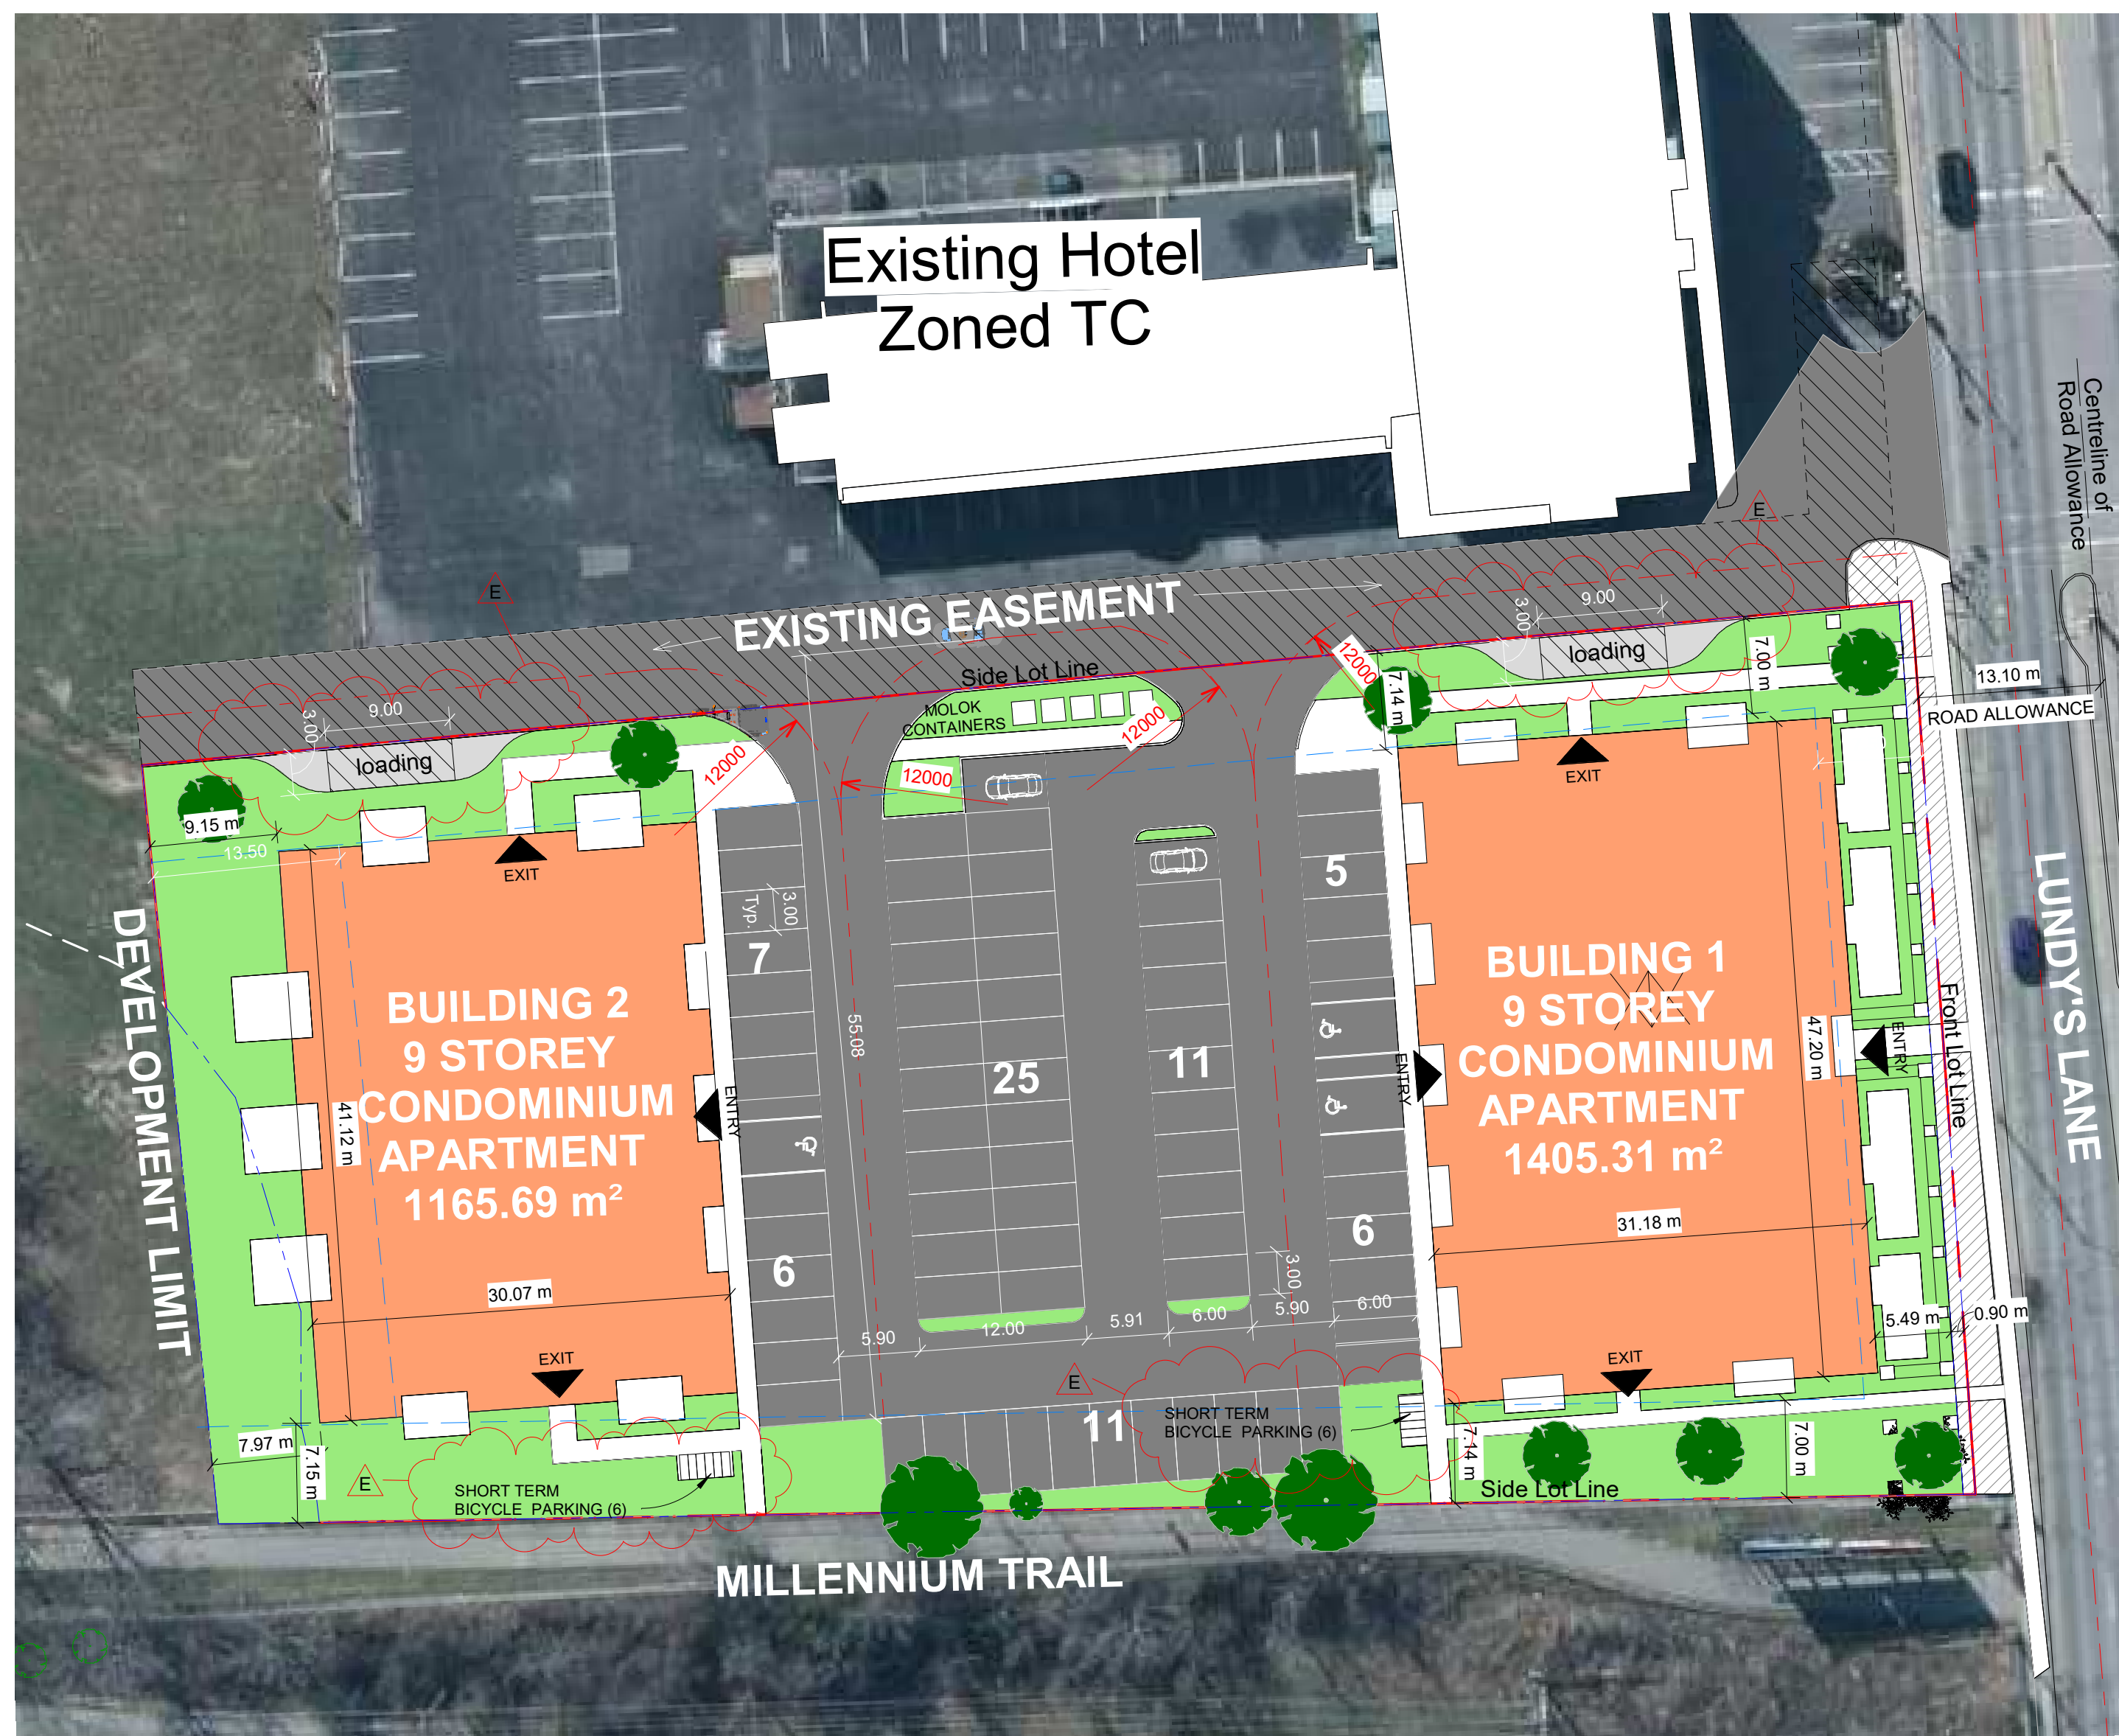 Existing Hotel
Zoned TC
Centreline of
Road Allowance
E
E
EXISTING EASEMENT
Side Lot Line
3.00
9.00
loading
7.00 m
12000
7.14 m
13.10 m
ROAD ALLOWANCE
MOLOK
CONTAINERS
12000
12000
12000
3.00
9.00
loading
9.15 m
13.50
EXIT
EXIT
DEVELOPMENT LIMIT
BUILDING 2
9 STOREY
CONDOMINIUM
APARTMENT
1165.69 m²
41.12 m
30.07 m
ENTRY
EXIT
Typ.
3.00
7
6
55.08
25
11
5
6
ENTRY
BUILDING 1
9 STOREY
CONDOMINIUM
APARTMENT
1405.31 m²
47.20 m
31.18 m
ENTRY
Front Lot Line
LUNDY'S LANE
3.00
5.90
12.00
5.91
6.00
5.90
6.00
5.49 m
0.90 m
EXIT
E
11
SHORT TERM
BICYCLE PARKING (6)
7.14 m
7.00 m
Side Lot Line
7.97 m
7.15 m
E
SHORT TERM
BICYCLE PARKING (6)
MILLENNIUM TRAIL